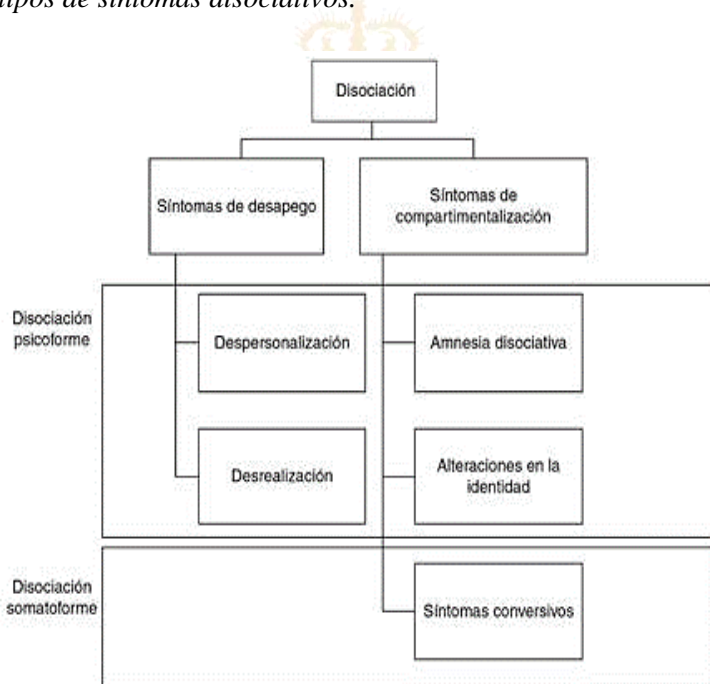 tipos de síntomas disociativos.
Disociación
Síntomas de desapego
Síntomas de
compartimentalización
Disociación
psicoforme
Despersonalización
Amnesia disociativa
Desrealización
Alteraciones en la
identidad
Disociación
somatoforme
Síntomas conversivos